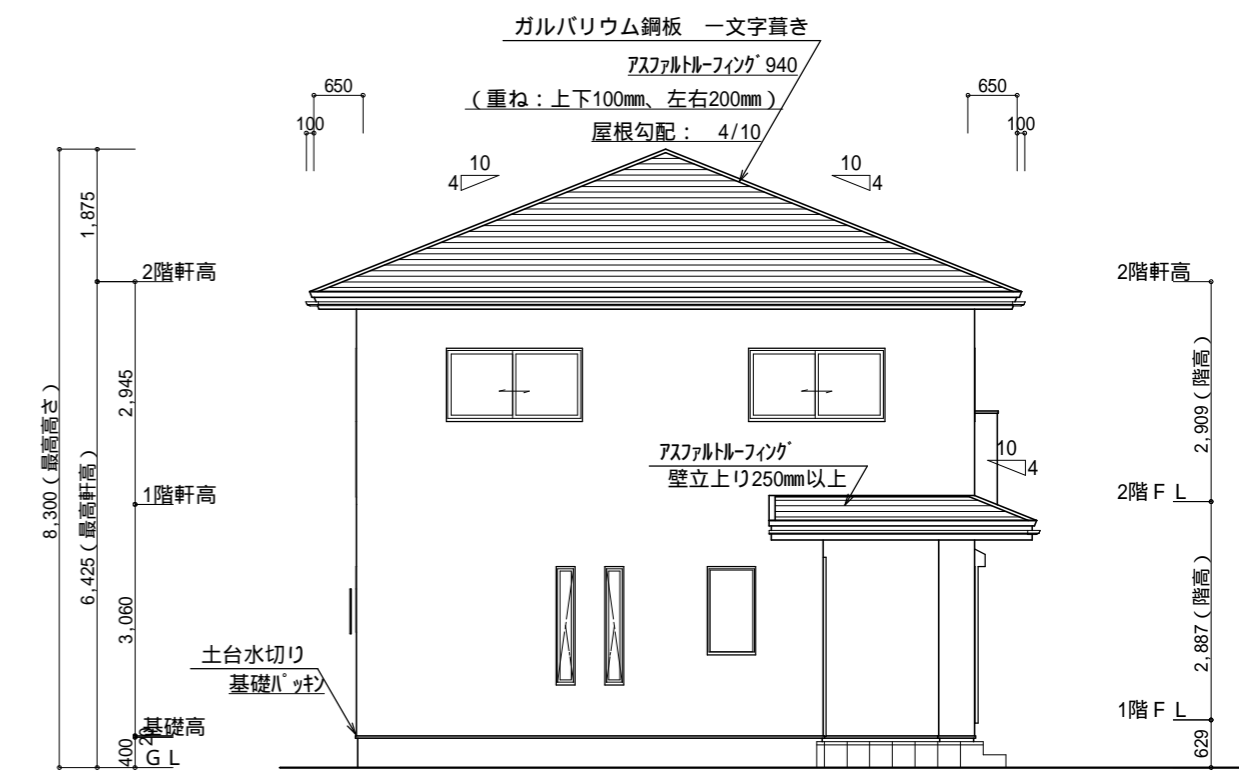 ガルバリウム鋼板　一文字葺き
アスファルトルーフィング 940
（重ね：上下100mm、左右200mm）
屋根勾配：　4/10
650
100
650
100
10
4
10
4
1,875
2階軒高
2階軒高
2,945
2,909（階高）
8,300（最高高さ）
6,425（最高軒高）
アスファルトルーフィング
壁立上り250mm以上
10
4
1階軒高
2階ＦＬ
3,060
2,887（階高）
土台水切り
基礎パッキン
1階ＦＬ
基礎高
20
400
ＧＬ
629